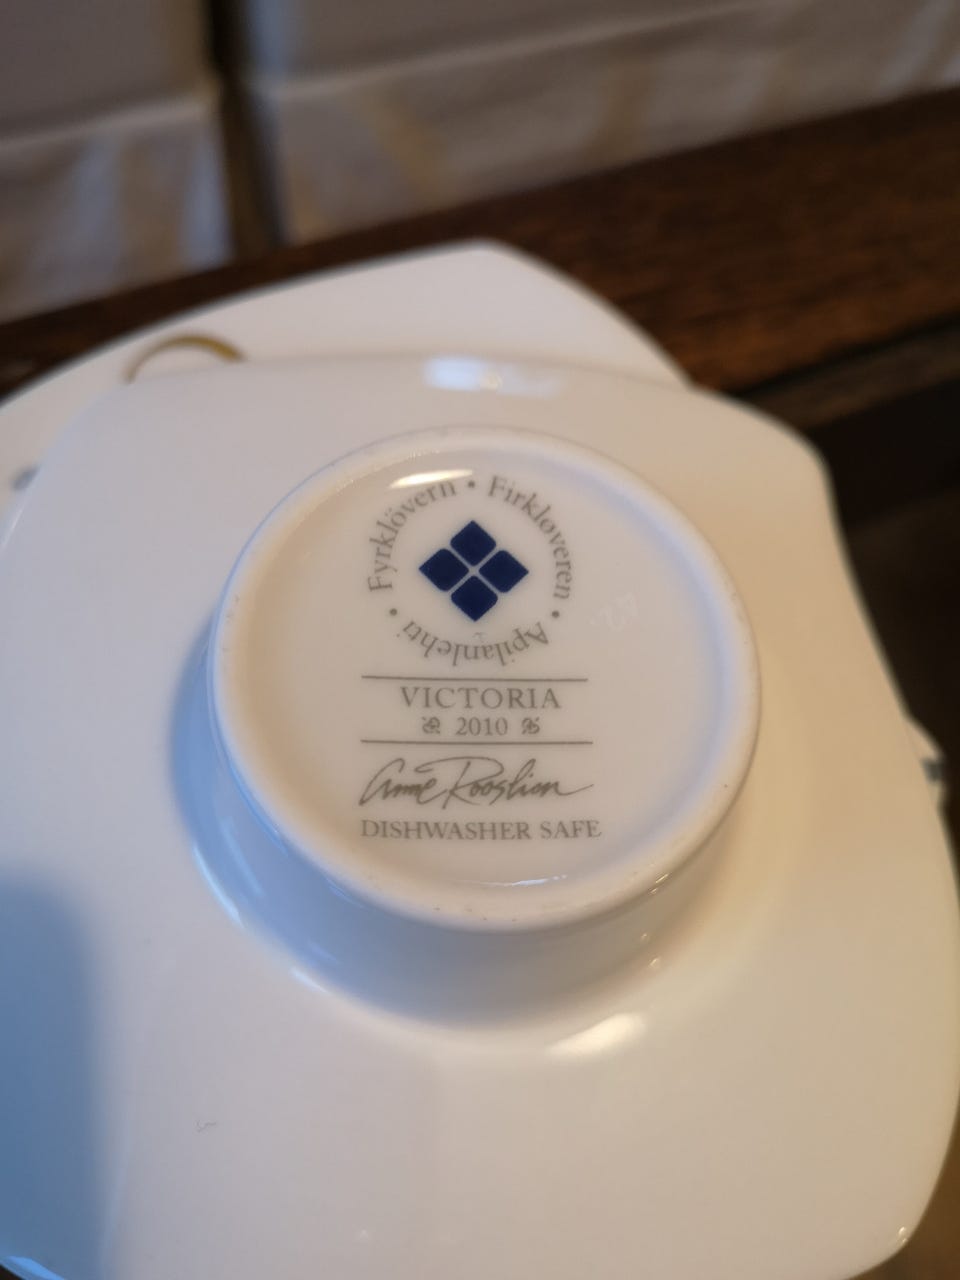 Fyrklövern • Firkløveren • Apilanlehti •
VICTORIA
2010
Anne Rooslien
DISHWASHER SAFE